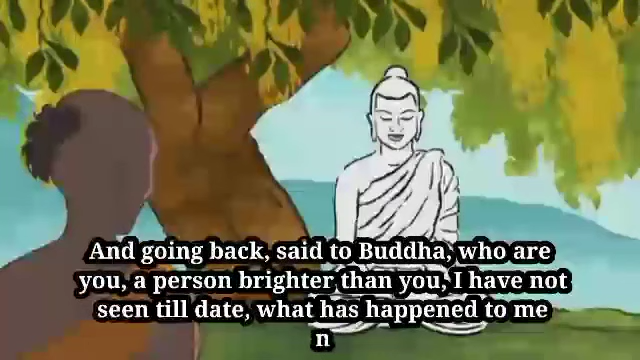 And going back, said to Buddha, who are
you, a person brighter than you, I have not
seen till date, what has happened to me
n